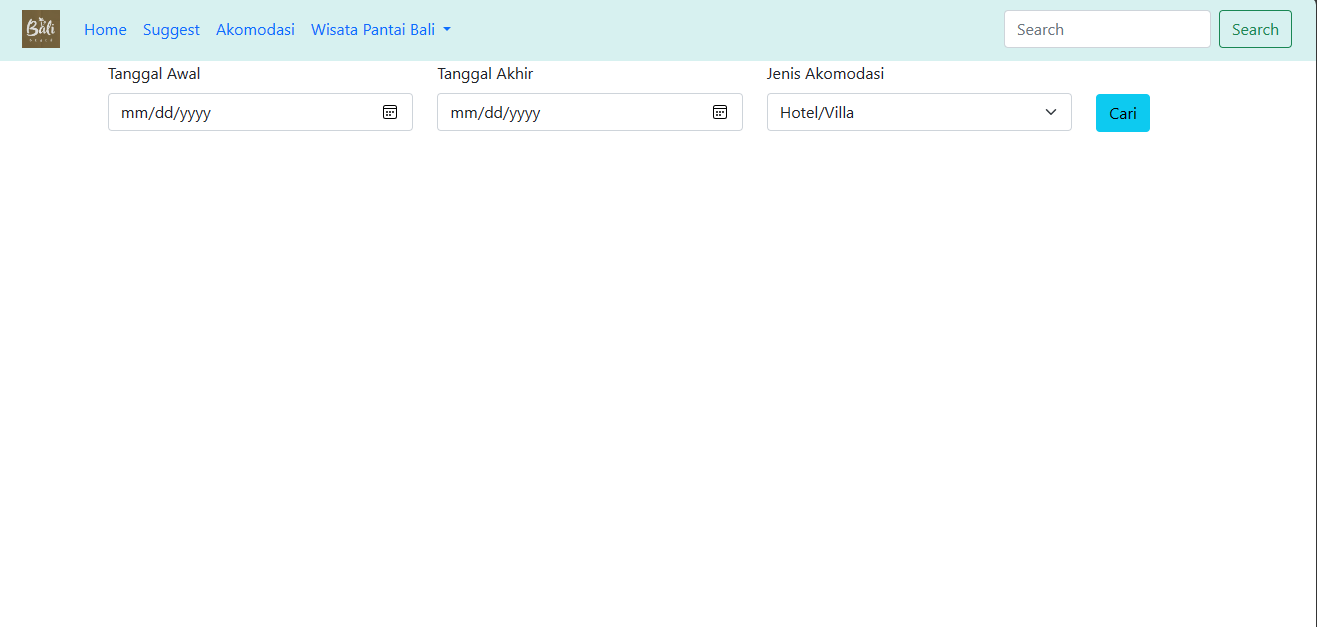 Bali
Home Suggest Akomodasi Wisata Pantai Bali Search Search
Tanggal Awal Tanggal Akhir Jenis Akomodasi
mm/dd/yyyy mm/dd/yyyy Hotel/Villa Cari